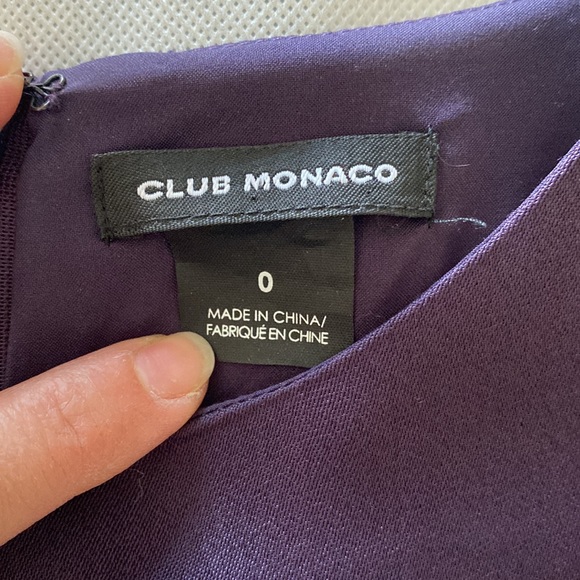 CLUB MONACO
0
MADE IN CHINA/
FABRIQUÉ EN CHINE